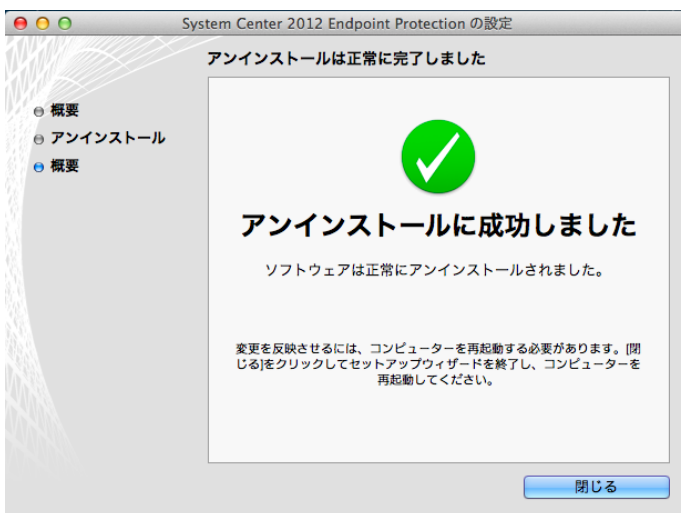 System Center 2012 Endpoint Protection の設定
アンインストールは正常に完了しました
概要
アンインストール
概要
アンインストールに成功しました
ソフトウェアは正常にアンインストールされました。
変更を反映させるには、コンピューターを再起動する必要があります。[閉
じる]をクリックしてセットアップウィザードを終了し、コンピューターを
再起動してください。
閉じる